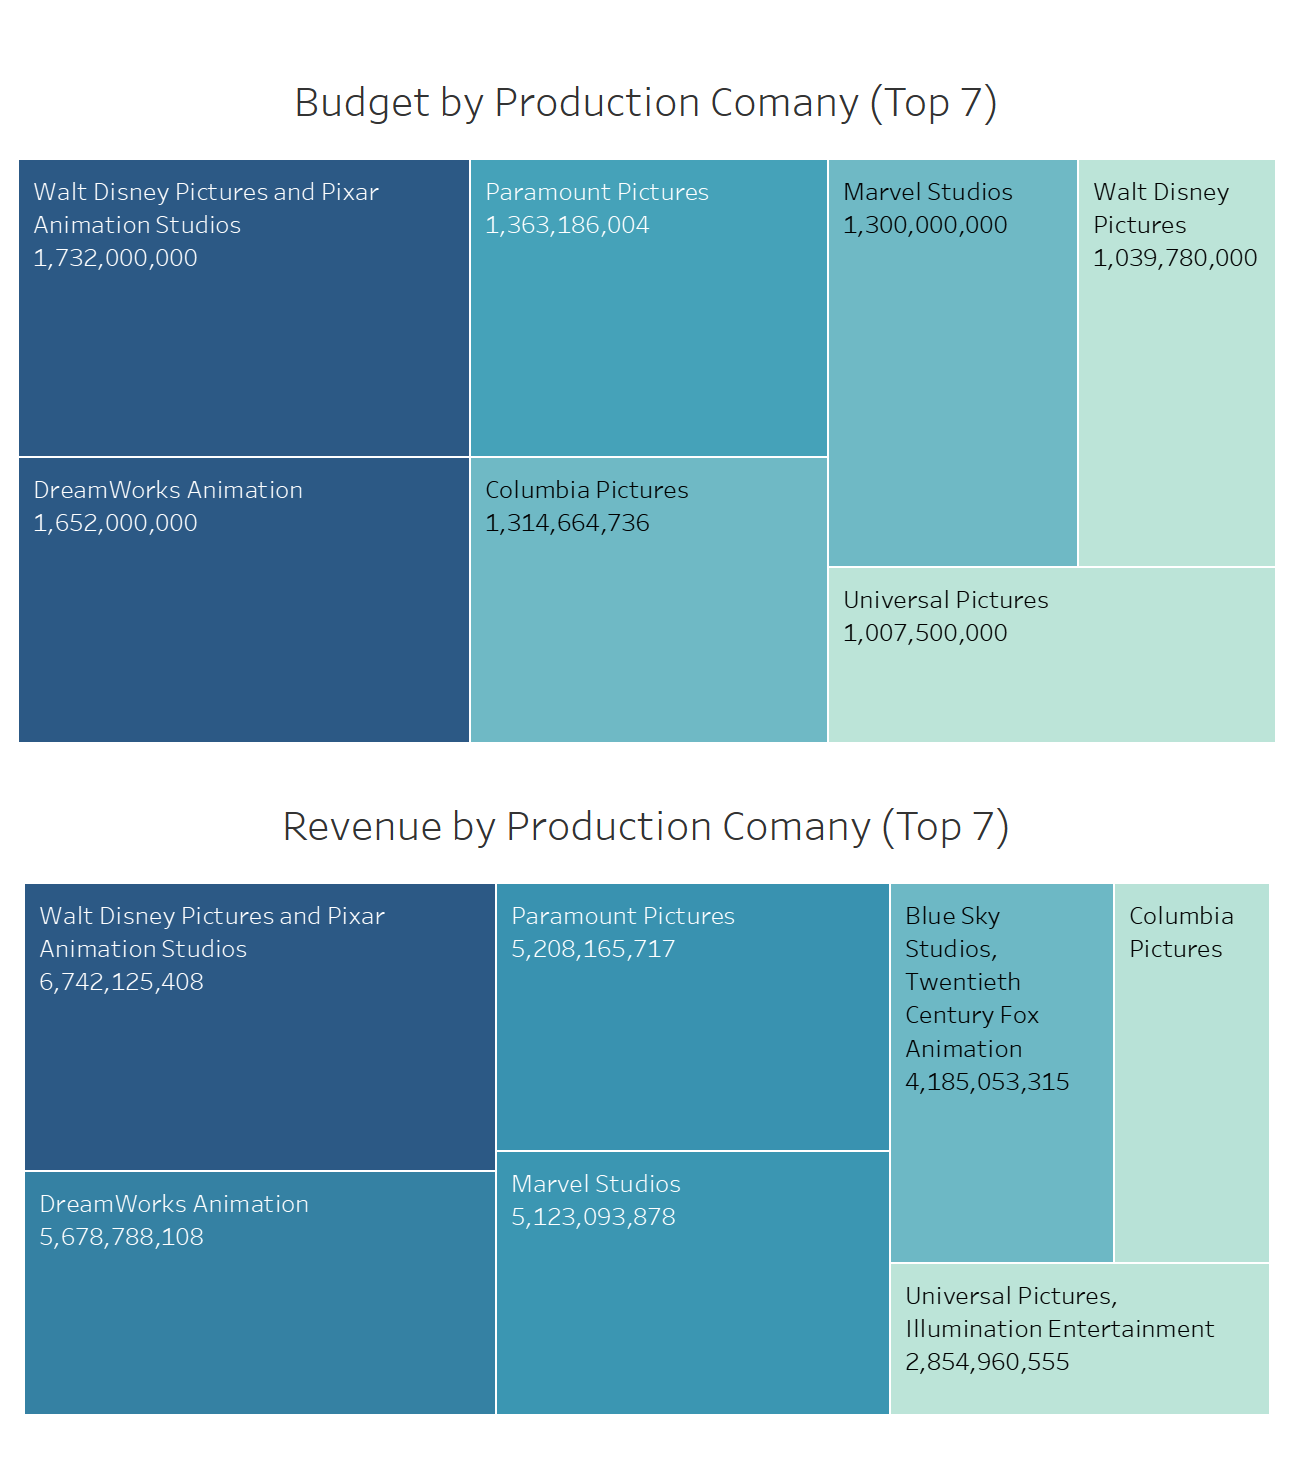 Budget by Production Comany (Top 7)
Walt Disney Pictures and Pixar
Animation Studios
1,732,000,000
DreamWorks Animation
1,652,000,000
Paramount Pictures
1,363,186,004
Columbia Pictures
1,314,664,736
Marvel Studios
1,300,000,000
Walt Disney
Pictures
1,039,780,000
Universal Pictures
1,007,500,000
Revenue by Production Comany (Top 7)
Walt Disney Pictures and Pixar
Animation Studios
6,742,125,408
DreamWorks Animation
5,678,788,108
Paramount Pictures
5,208,165,717
Marvel Studios
5,123,093,878
Blue Sky
Studios,
Twentieth
Century Fox
Animation
4,185,053,315
Columbia
Pictures
Universal Pictures,
Illumination Entertainment
2,854,960,555